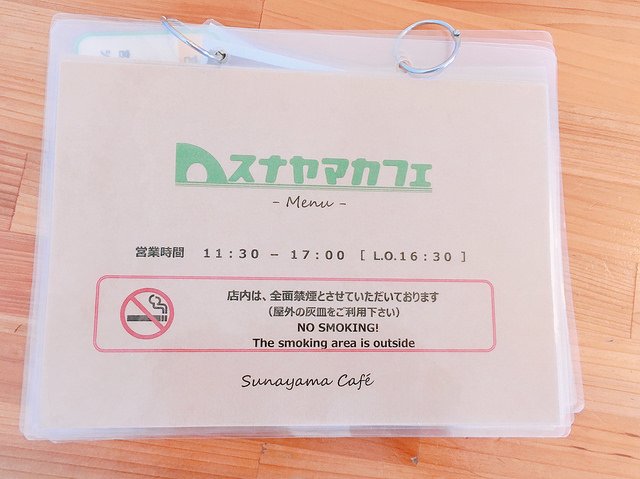 スナヤマカフェ
- Menu -
営業時間 11:30 － 17:00 [ L.O.16:30 ]
店内は、全面禁煙とさせていただいております
（屋外の灰皿をご利用下さい）
NO SMOKING!
The smoking area is outside
Sunayama Café